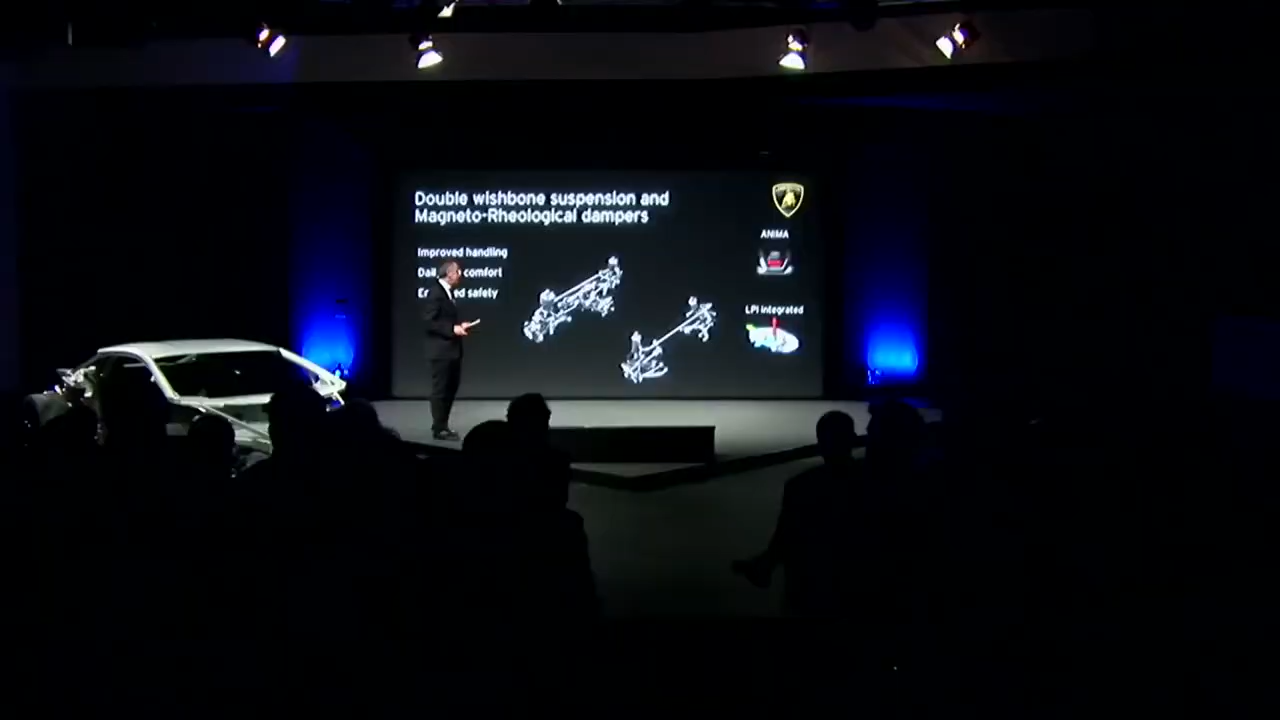 Double wishbone suspension and
Magneto-Rheological dampers
Improved handling
comfort
safety
ANIMA
LPI integrated